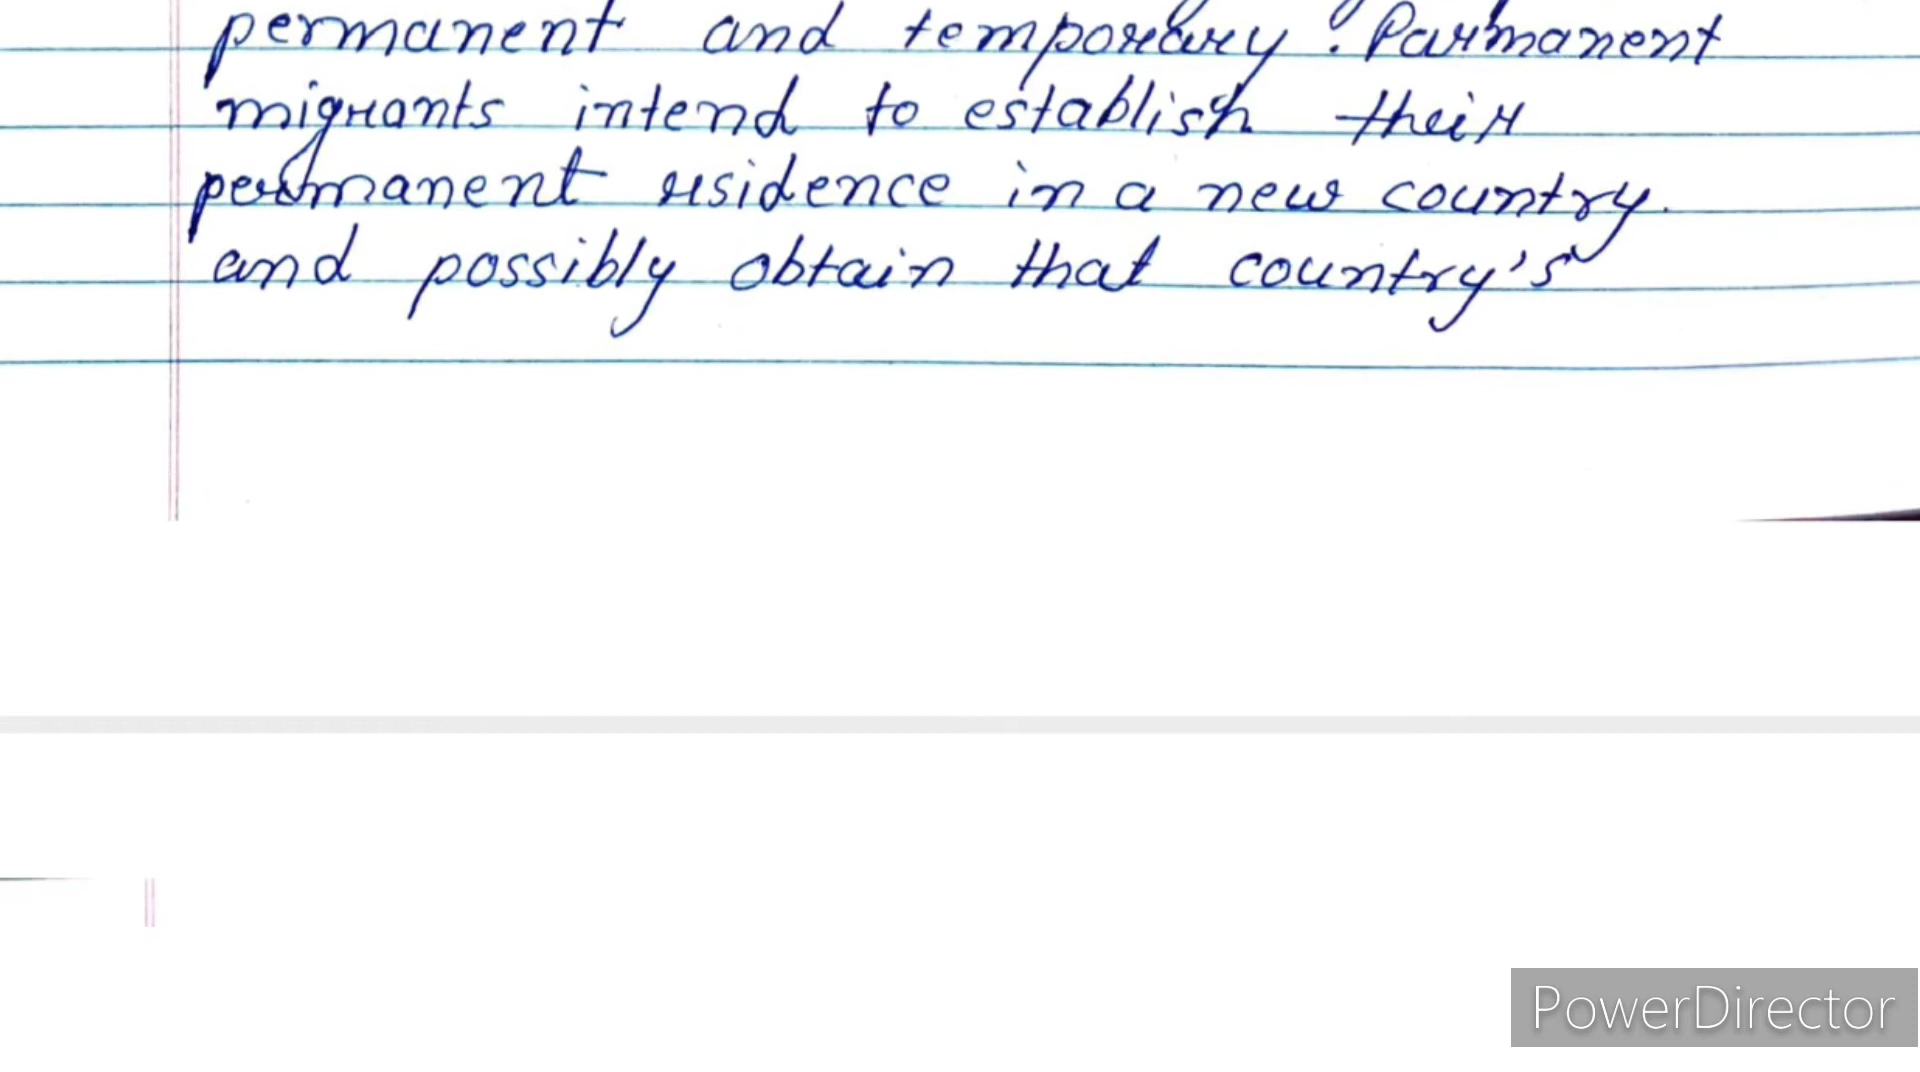 permanent and temporary. Parmanent
migrants intend to establish their
permanent residence in a new country.
and possibly obtain that country's
PowerDirector